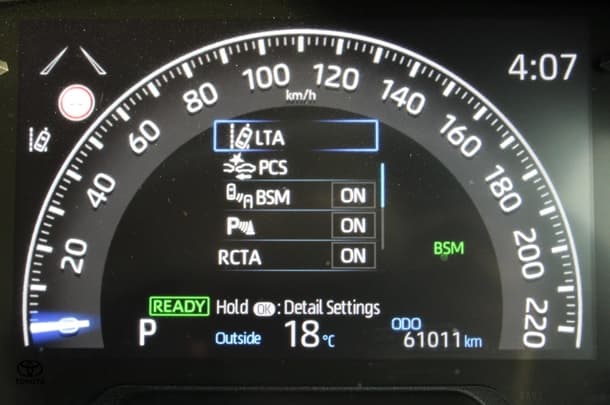 4:07
0 20 40 60 80 100 120 140 160 180 200 220
km/h
LTA
PCS
BSM ON
P ON
RCTA ON
BSM
READY Hold OK : Detail Settings
P Outside 18 °C ODO 61011 km
TOYOTA